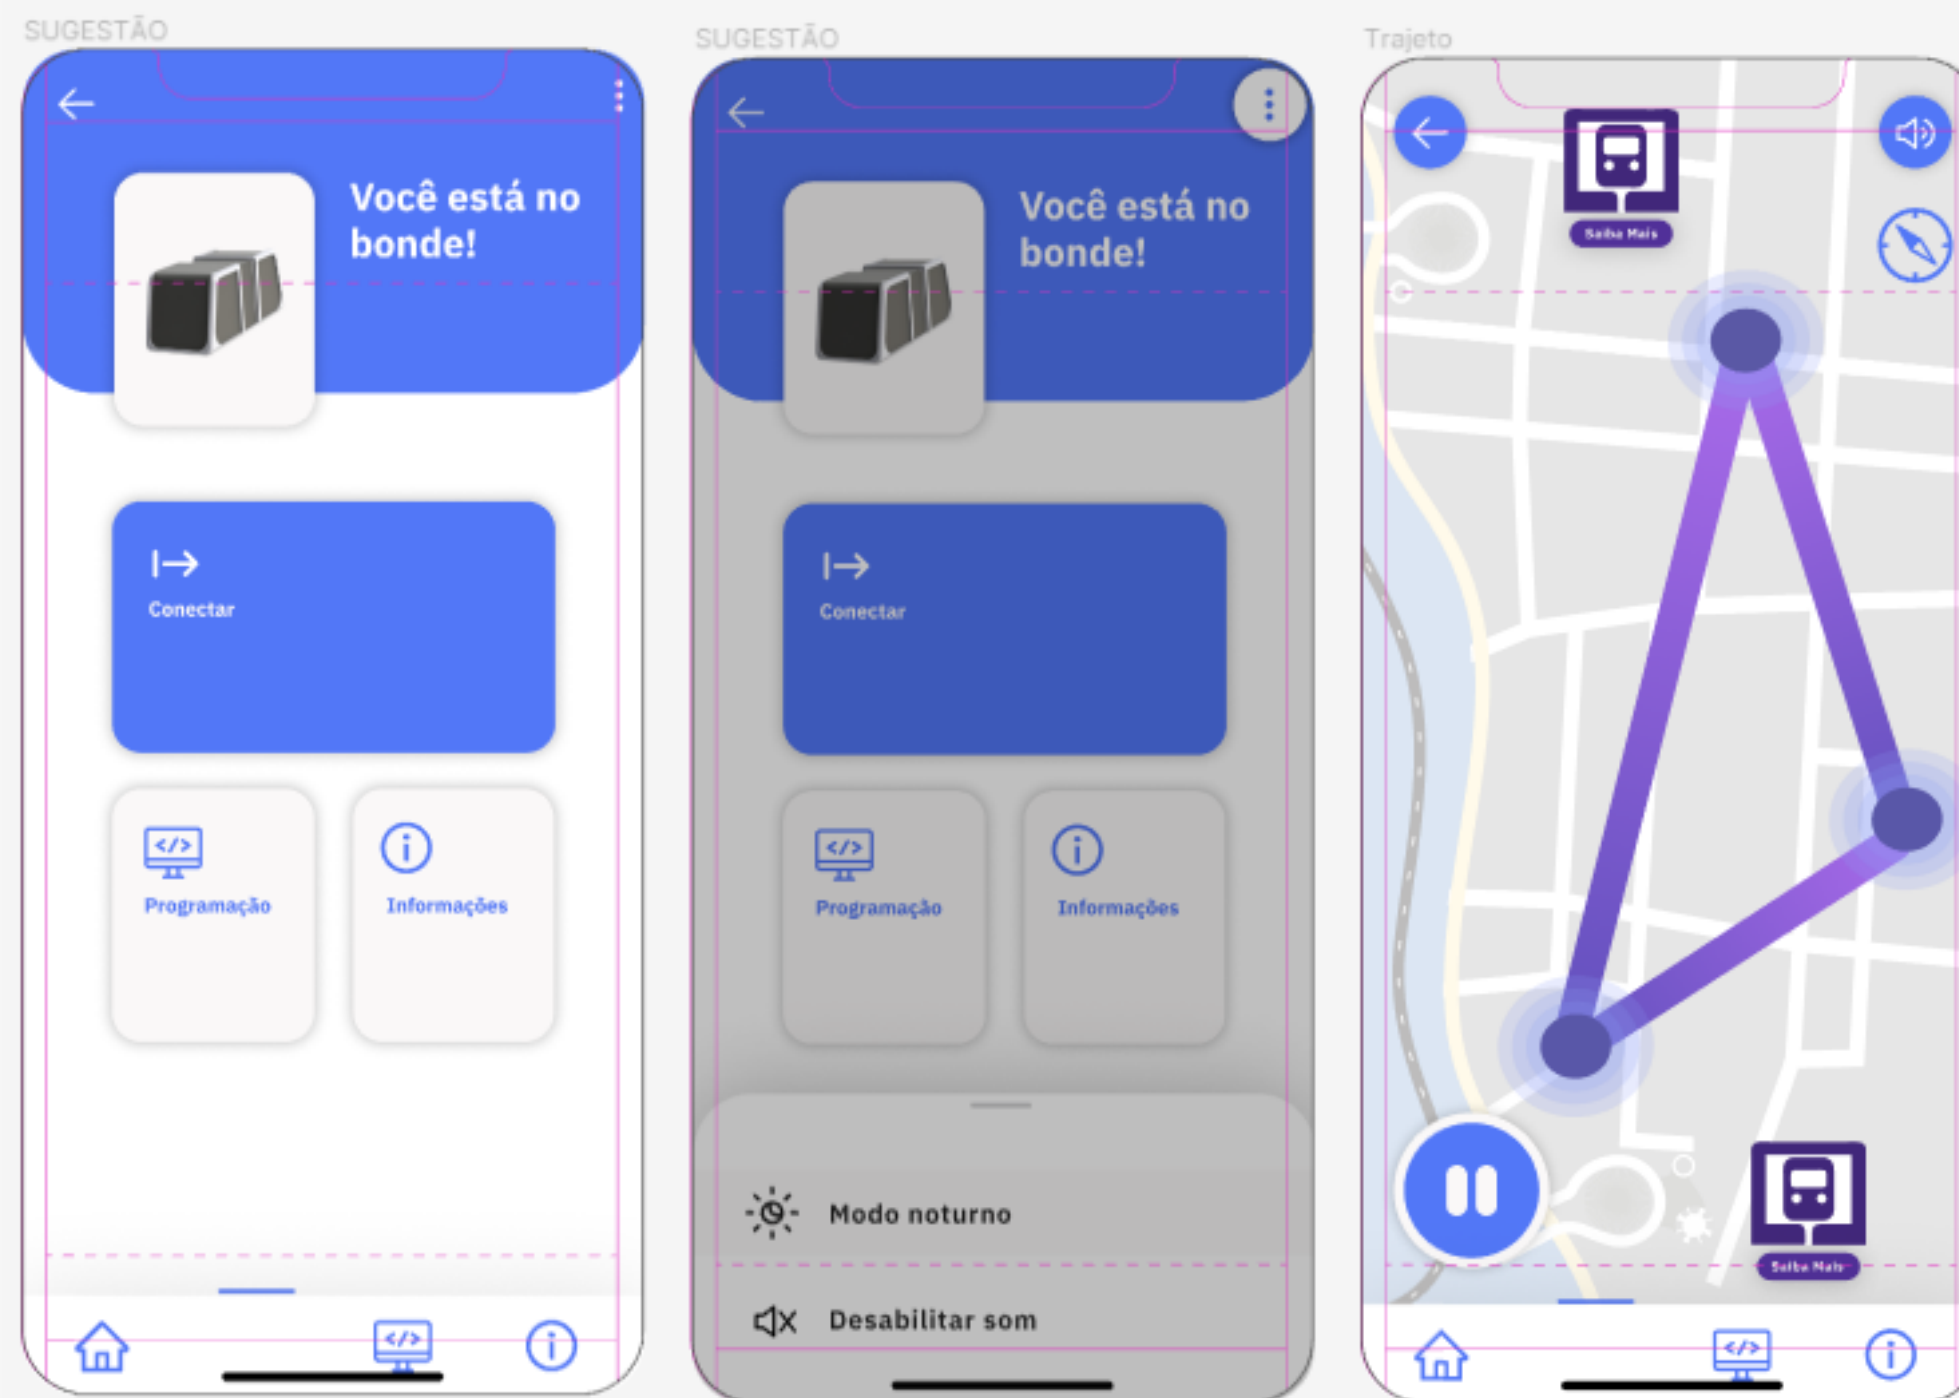 SUGESTÃO
Você está no
bonde!
Conectar
</>
Programação
Informações
</>
SUGESTÃO
Você está no
bonde!
Conectar
</>
Programação
Informações
Modo noturno
Desabilitar som
Trajeto
Saiba Mais
Saiba Mais
</>